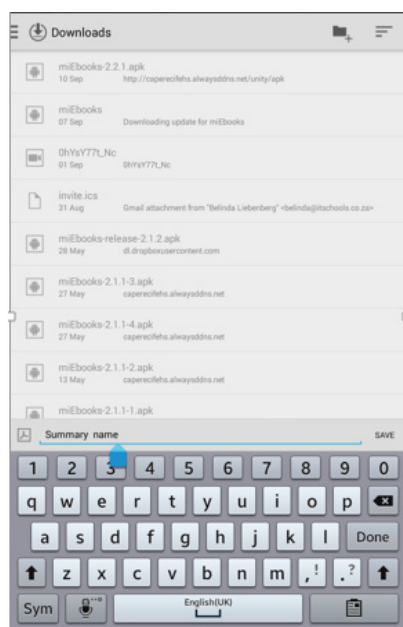 Downloads
miEbooks-2.2.1.apk
10 Sep http://caperecifehs.alwaysddns.net/unity/apk
miEbooks
07 Sep Downloading update for miEbooks
0hYsY77t_Nc
01 Sep 0hYsY77t_Nc
invite.ics
31 Aug Gmail attachment from "Belinda Liebenberg" <belinda@itschools.co.za>
miEbooks-release-2.1.2.apk
28 May dl.dropboxusercontent.com
miEbooks-2.1.1-3.apk
27 May caperecifehs.alwaysddns.net
miEbooks-2.1.1-4.apk
27 May caperecifehs.alwaysddns.net
miEbooks-2.1.1-2.apk
13 May caperecifehs.alwaysddns.net
miEbooks-2.1.1-1.apk
Summary name SAVE
1 2 3 4 5 6 7 8 9 0
q w e r t y u i o p
a s d f g h j k l Done
z x c v b n m , ! . ?
Sym English(UK)